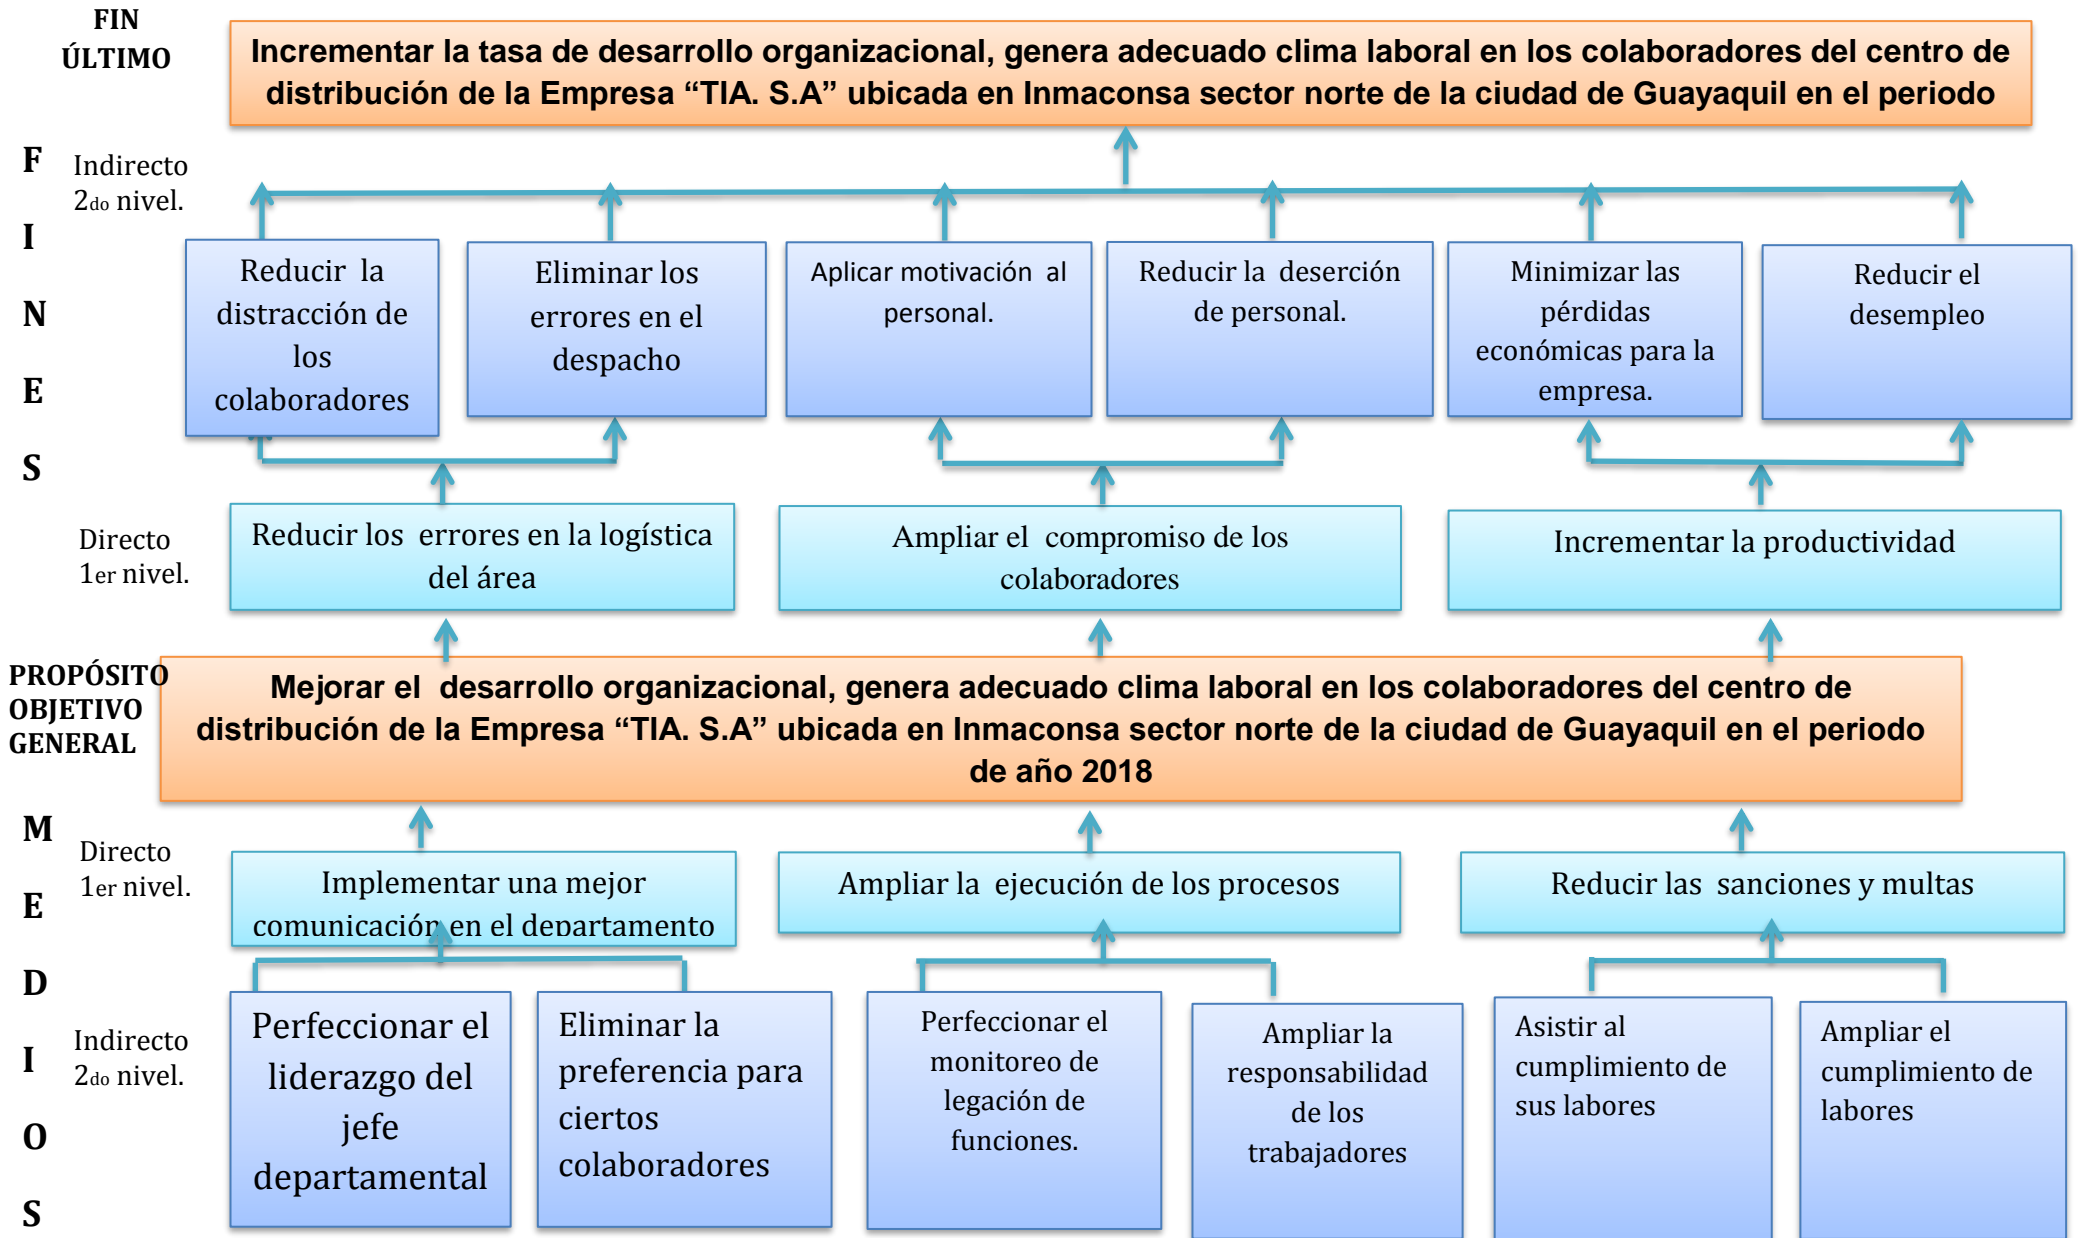 FIN
ÚLTIMO
Incrementar la tasa de desarrollo organizacional, genera adecuado clima laboral en los colaboradores del centro de
distribución de la Empresa “TIA. S.A” ubicada en Inmaconsa sector norte de la ciudad de Guayaquil en el periodo
F
I
N
E
S
Indirecto
2do nivel.
Reducir la
distracción de
los
colaboradores
Eliminar los
errores en el
despacho
Aplicar motivación al
personal.
Reducir la deserción
de personal.
Minimizar las
pérdidas
económicas para la
empresa.
Reducir el
desempleo
Directo
1er nivel.
Reducir los errores en la logística
del área
Ampliar el compromiso de los
colaboradores
Incrementar la productividad
PROPÓSITO
OBJETIVO
GENERAL
Mejorar el desarrollo organizacional, genera adecuado clima laboral en los colaboradores del centro de
distribución de la Empresa “TIA. S.A” ubicada en Inmaconsa sector norte de la ciudad de Guayaquil en el periodo
de año 2018
M
E
D
I
O
S
Directo
1er nivel.
Implementar una mejor
comunicación en el departamento
Ampliar la ejecución de los procesos
Reducir las sanciones y multas
Indirecto
2do nivel.
Perfeccionar el
liderazgo del
jefe
departamental
Eliminar la
preferencia para
ciertos
colaboradores
Perfeccionar el
monitoreo de
legación de
funciones.
Ampliar la
responsabilidad
de los
trabajadores
Asistir al
cumplimiento de
sus labores
Ampliar el
cumplimiento de
labores